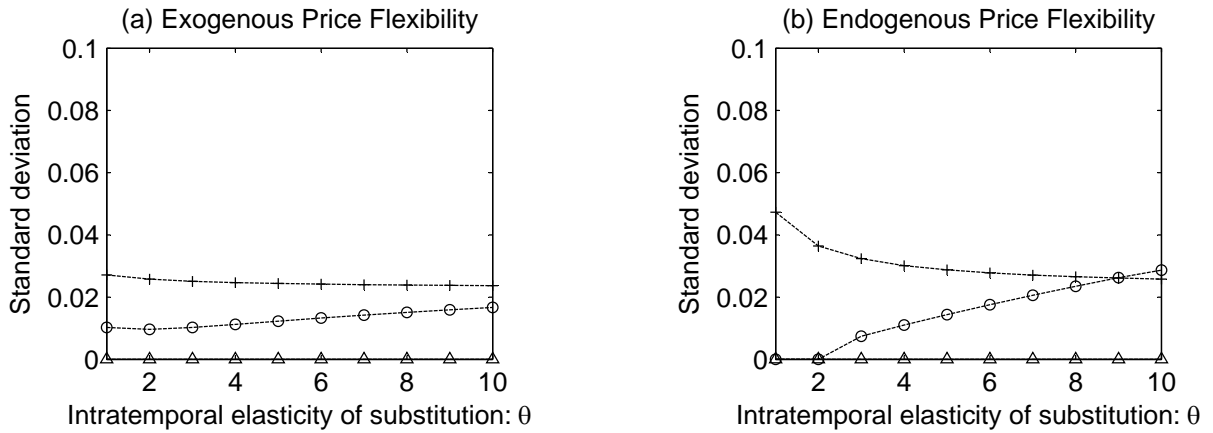 (a) Exogenous Price Flexibility
0.1
0.08
0.06
0.04
0.02
0
Standard deviation
2 4 6 8 10
Intratemporal elasticity of substitution: θ
(b) Endogenous Price Flexibility
0.1
0.08
0.06
0.04
0.02
0
Standard deviation
2 4 6 8 10
Intratemporal elasticity of substitution: θ